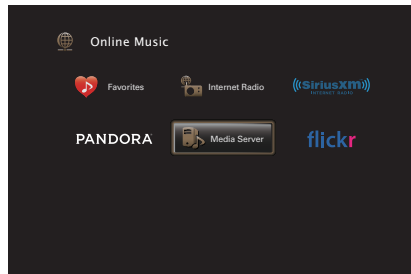 Online Music
Favorites Internet Radio ((SiriusXM))
INTERNET RADIO
PANDORA Media Server flickr